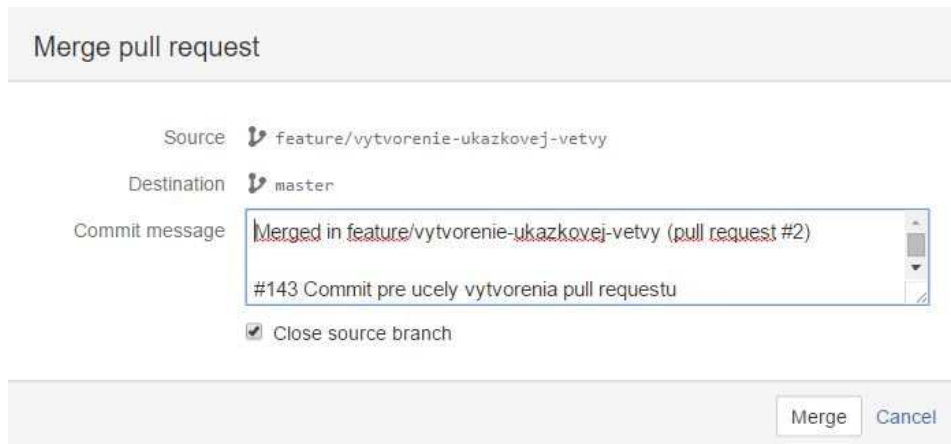 Merge pull request
Source feature/vytvorenie-ukazkovej-vetvy
Destination master
Commit message Merged in feature/vytvorenie-ukazkovej-vetvy (pull request #2)
#143 Commit pre ucely vytvorenia pull requestu
Close source branch
Merge Cancel